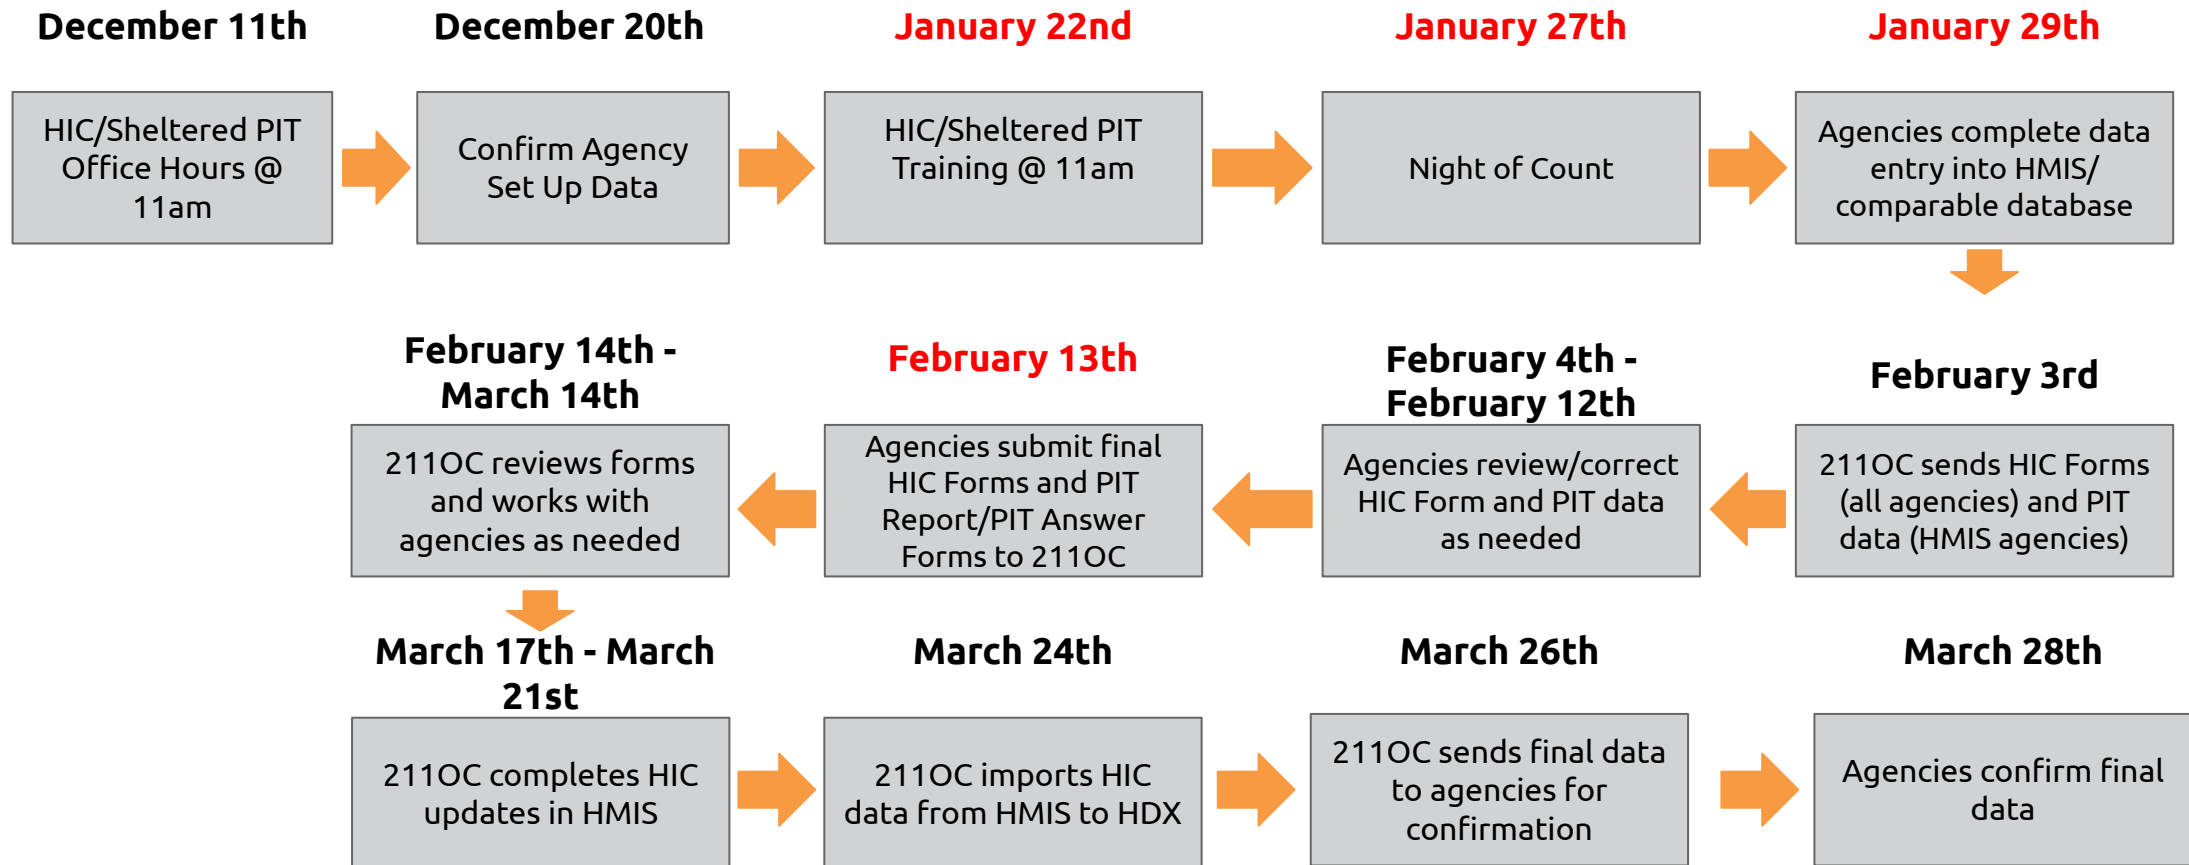 December 11th
HIC/Sheltered PIT
Office Hours @
11am
December 20th
Confirm Agency
Set Up Data
January 22nd
HIC/Sheltered PIT
Training @ 11am
January 27th
Night of Count
January 29th
Agencies complete data
entry into HMIS/
comparable database
February 3rd
211OC sends HIC Forms
(all agencies) and PIT
data (HMIS agencies)
February 4th -
February 12th
Agencies review/correct
HIC Form and PIT data
as needed
February 13th
Agencies submit final
HIC Forms and PIT
Report/PIT Answer
Forms to 211OC
February 14th -
March 14th
211OC reviews forms
and works with
agencies as needed
March 17th - March
21st
211OC completes HIC
updates in HMIS
March 24th
211OC imports HIC
data from HMIS to HDX
March 26th
211OC sends final data
to agencies for
confirmation
March 28th
Agencies confirm final
data